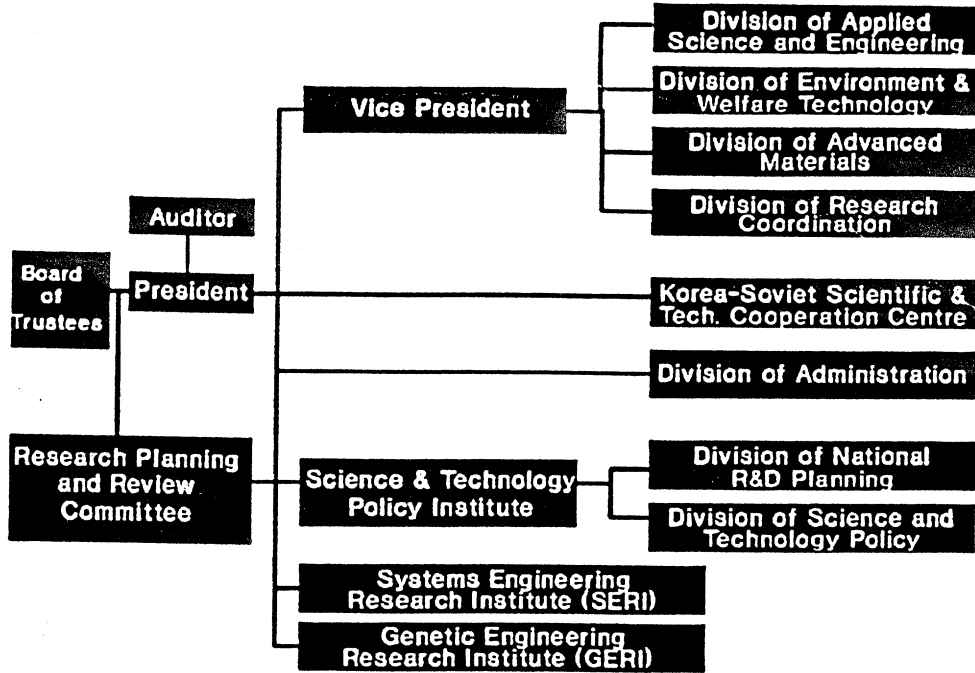 Division of Applied
Science and Engineering
Division of Environment &
Welfare Technology
Vice President
Division of Advanced
Materials
Division of Research
Coordination
Auditor
Board
of
Trustees
President
Korea-Soviet Scientific &
Tech. Cooperation Centre
Division of Administration
Research Planning
and Review
Committee
Science & Technology
Policy Institute
Division of National
R&D Planning
Division of Science and
Technology Policy
Systems Engineering
Research Institute (SERI)
Genetic Engineering
Research Institute (GERI)